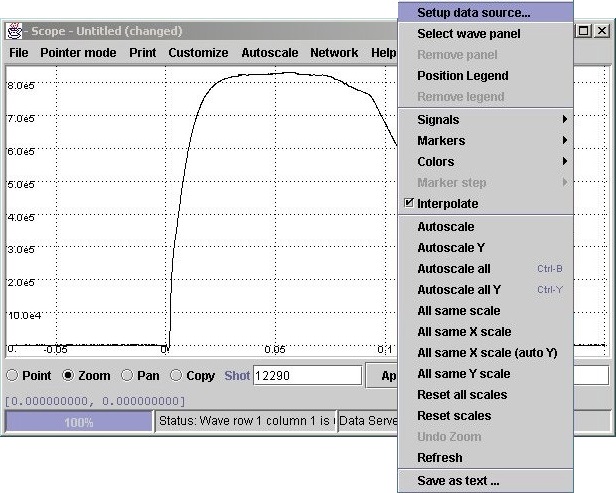 - Scope - Untitled (changed)
File Pointer mode Print Customize Autoscale Network Help
8.0e5
7.0e5
6.0e5
5.0e5
4.0e5
3.0e5
2.0e5
10.0e4
0. -0.05 0. 0.05 0.1
Point Zoom Pan Copy Shot 12290 Ap
[0.000000000, 0.000000000]
100% Status: Wave row 1 column 1 is Data Serve
Setup data source...
Select wave panel
Remove panel
Position Legend
Remove legend
Signals
Markers
Colors
Marker step
Interpolate
Autoscale
Autoscale Y
Autoscale all Ctrl-B
Autoscale all Y Ctrl-Y
All same scale
All same X scale
All same X scale (auto Y)
All same Y scale
Reset all scales
Reset scales
Undo Zoom
Refresh
Save as text ...